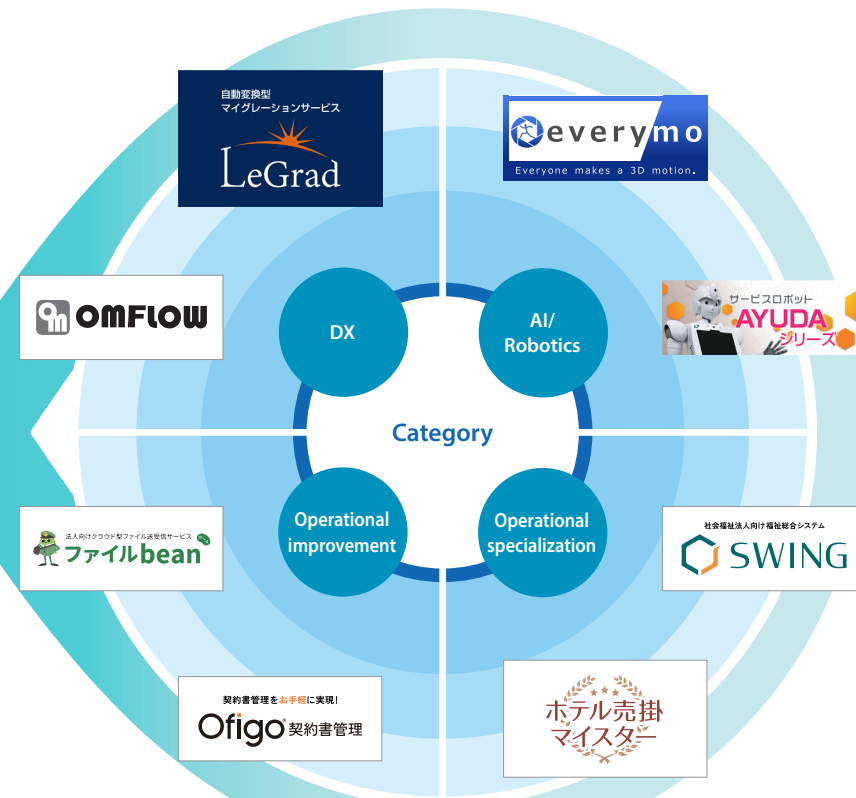 自動変換型
マイグレーションサービス
LeGrad
everymo
Everyone makes a 3D motion.
OMFLOW
DX
AI/
Robotics
サービスロボット
AYUDA
シリーズ
Category
法人向けクラウド型ファイル送受信サービス
ファイルbean
Operational
improvement
Operational
specialization
社会福祉法人向け福祉総合システム
SWING
契約書管理をお手軽に実現!
Ofigo 契約書管理
ホテル売掛
マイスター